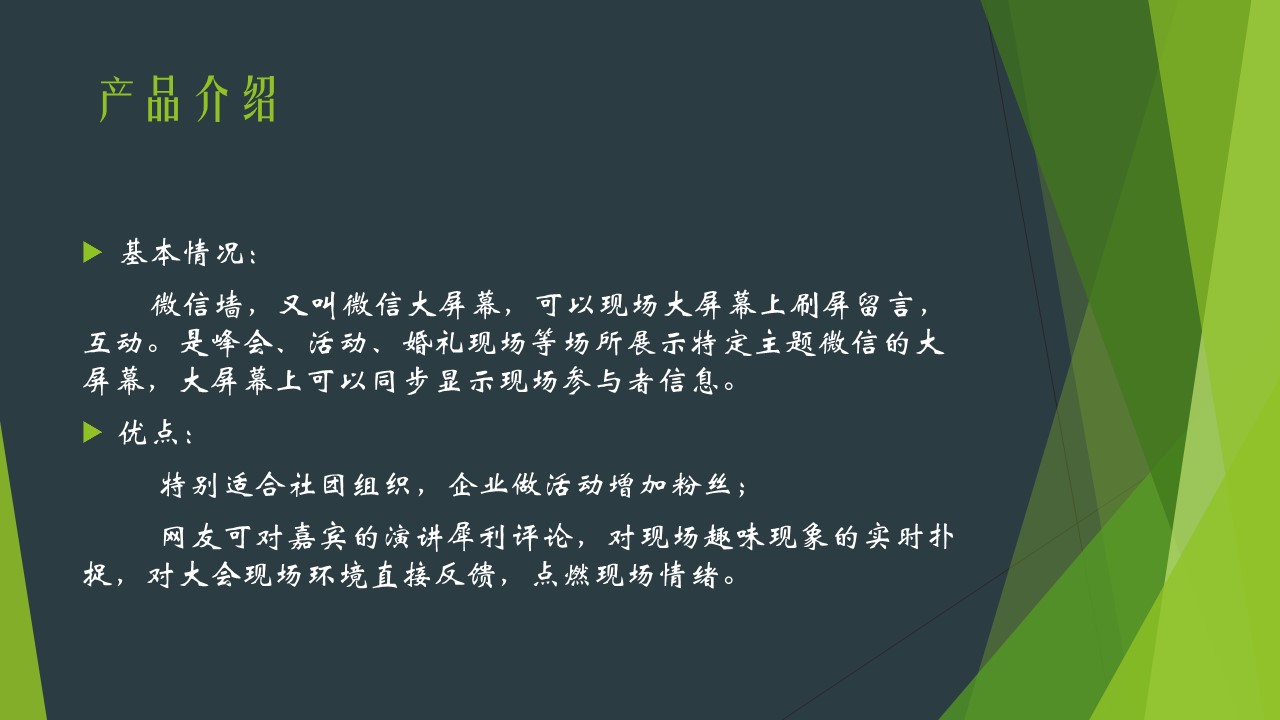 产品介绍
基本情况：
微信墙，又叫微信大屏幕，可以现场大屏幕上刷屏留言，
互动。是峰会、活动、婚礼现场等场所展示特定主题微信的大
屏幕，大屏幕上可以同步显示现场参与者信息。
优点：
特别适合社团组织，企业做活动增加粉丝；
网友可对嘉宾的演讲犀利评论，对现场趣味现象的实时扑
捉，对大会现场环境直接反馈，点燃现场情绪。